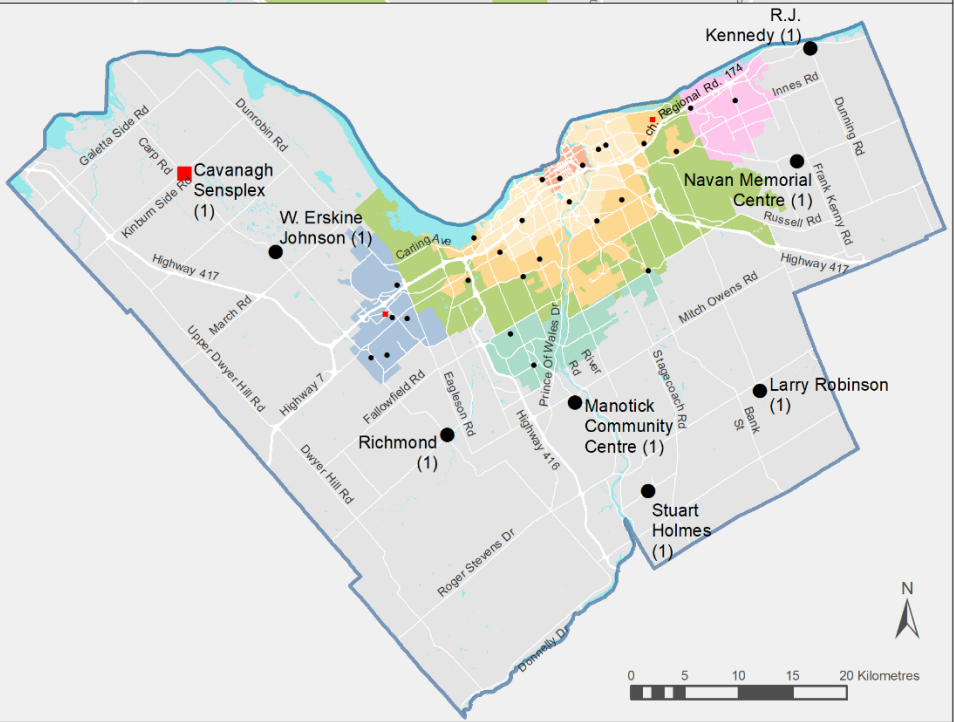 R.J.
Kennedy (1)
ch Regional Rd. 174
Innes Rd
Dunning Rd
Galetta Side Rd
Carp Rd
Dunrobin Rd
Kinburn Side Rd
Cavanagh
Sensplex
(1)
W. Erskine
Johnson (1)
Carling Ave
Navan Memorial
Centre (1)
Frank Kenny Rd
Russell Rd
Highway 417
Highway 417
March Rd
Mitch Owens Rd
Upper Dwyer Hill Rd
Highway 7
Prince Of Wales Dr
River
Rd
Stagecoach Rd
Fallowfield Rd
Eagleson Rd
Larry Robinson
(1)
Bank
St
Manotick
Community
Centre (1)
Highway 416
Richmond
(1)
Dwyer Hill Rd
Stuart
Holmes
(1)
Roger Stevens Dr
Donnelly Dr
N
0 5 10 15 20 Kilometres